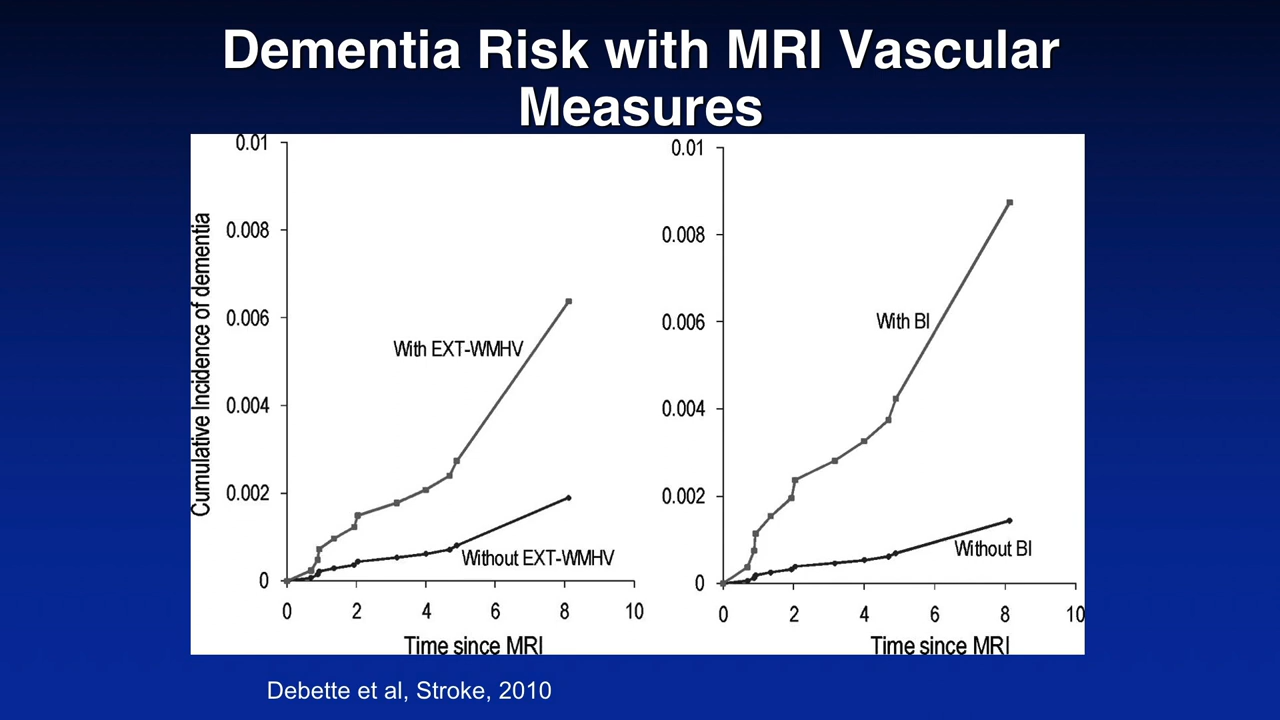 Dementia Risk with MRI Vascular
Measures
Cumulative Incidence of dementia
0.01
0.008
0.006
0.004
0.002
0
With EXT-WMHV
Without EXT-WMHV
0 2 4 6 8 10
Time since MRI
0.01
0.008
0.006
0.004
0.002
0
With BI
Without BI
0 2 4 6 8 10
Time since MRI
Debette et al, Stroke, 2010